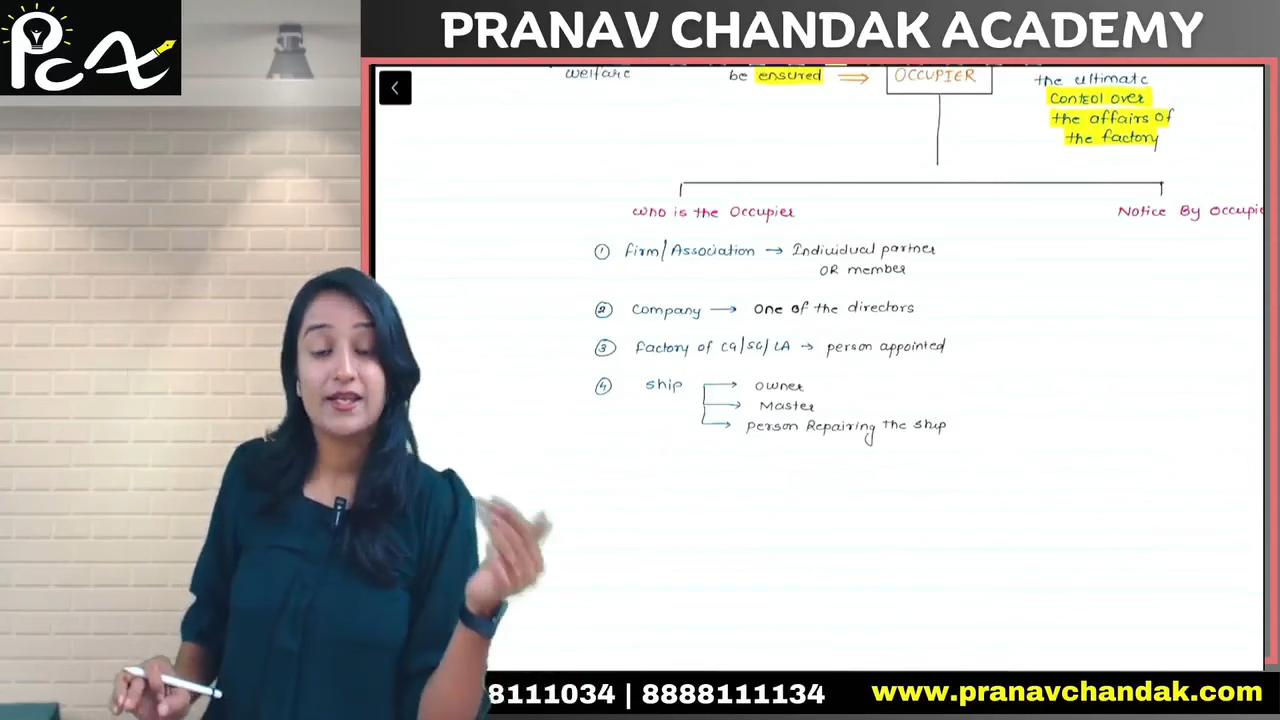 PCA
PRANAV CHANDAK ACADEMY
welfare
be ensured ⇒ OCCUPIER
the ultimate
control over
the affairs of
the factory
Who is the Occupier
Notice By Occupie
① firm/Association → Individual partner
OR member
② Company → One of the directors
③ factory of CG/SG/LA → person appointed
④ ship → owner
→ Master
→ person Repairing the ship
8111034 | 8888111134
www.pranavchandak.com